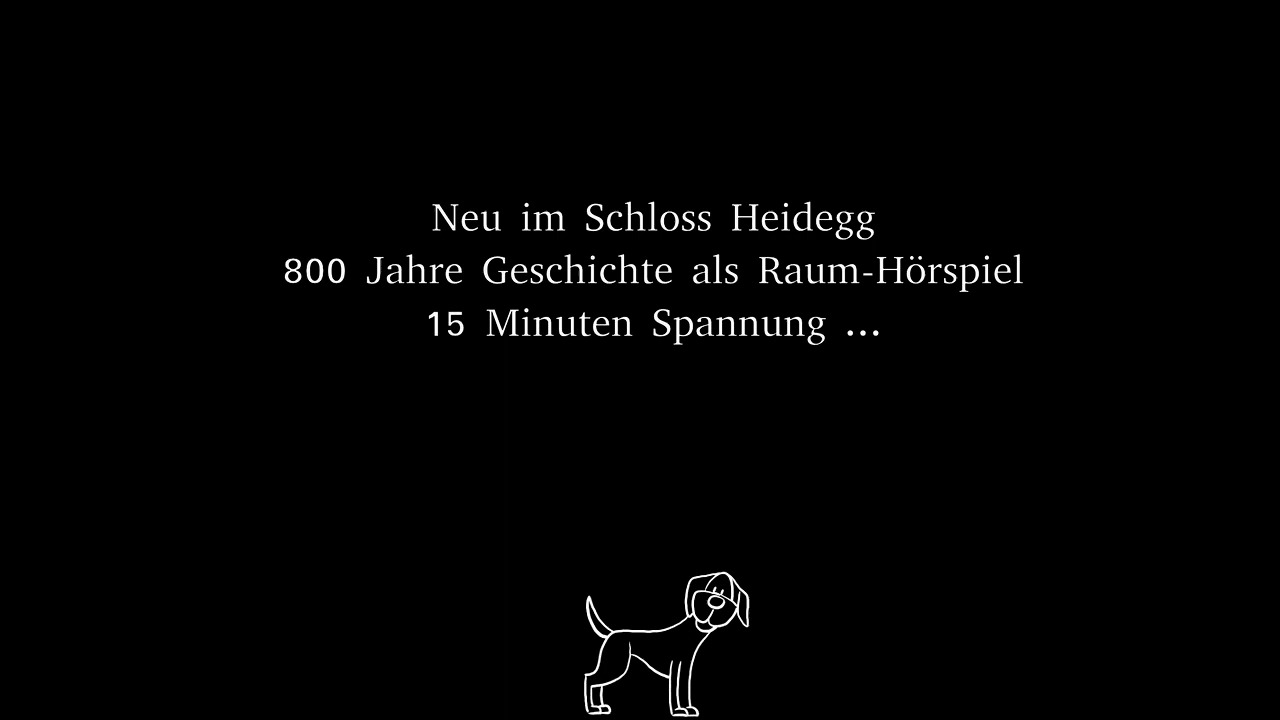 Neu im Schloss Heidegg
800 Jahre Geschichte als Raum-Hörspiel
15 Minuten Spannung ...